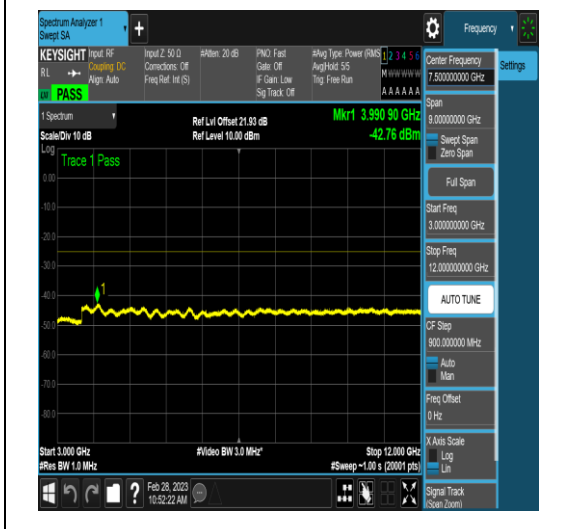 Spectrum Analyzer 1
Swept SA
+
Frequency
KEYSIGHT
RL
Input: RF
Coupling: DC
Align: Auto
PASS
Input Z: 50 Ω
Corrections: Off
Freq Ref: Int (S)
#Atten: 20 dB
PNO: Fast
Gate: Off
IF Gain: Low
Sig Track: Off
#Avg Type: Power (RMS
Avg|Hold: 5/5
Trig: Free Run
1 2 3 4 5 6
M W W W W W
A A A A A A
1 Spectrum
Scale/Div 10 dB
Ref Lvl Offset 21.93 dB
Ref Level 10.00 dBm
Mkr1 3.990 90 GHz
-42.76 dBm
Log
Trace 1 Pass
0.00
-10.0
-20.0
-30.0
-40.0
-50.0
-60.0
-70.0
-80.0
1
Start 3.000 GHz
#Res BW 1.0 MHz
#Video BW 3.0 MHz*
Stop 12.000 GHz
#Sweep ~1.00 s (20001 pts)
Feb 28, 2023
10:52:22 AM
Center Frequency
7.500000000 GHz
Settings
Span
9.00000000 GHz
Swept Span
Zero Span
Full Span
Start Freq
3.000000000 GHz
Stop Freq
12.000000000 GHz
AUTO TUNE
CF Step
900.000000 MHz
Auto
Man
Freq Offset
0 Hz
X Axis Scale
Log
Lin
Signal Track
(Span Zoom)